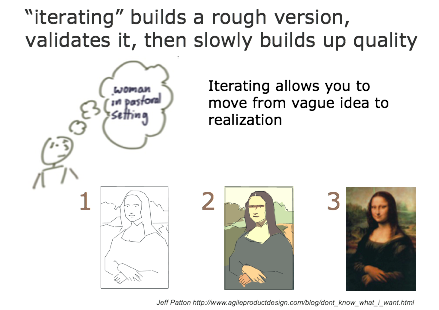 “iterating” builds a rough version,
validates it, then slowly builds up quality
woman
in pastoral
setting
Iterating allows you to
move from vague idea to
realization
1
2
3
Jeff Patton http://www.agileproductdesign.com/blog/dont_know_what_i_want.html